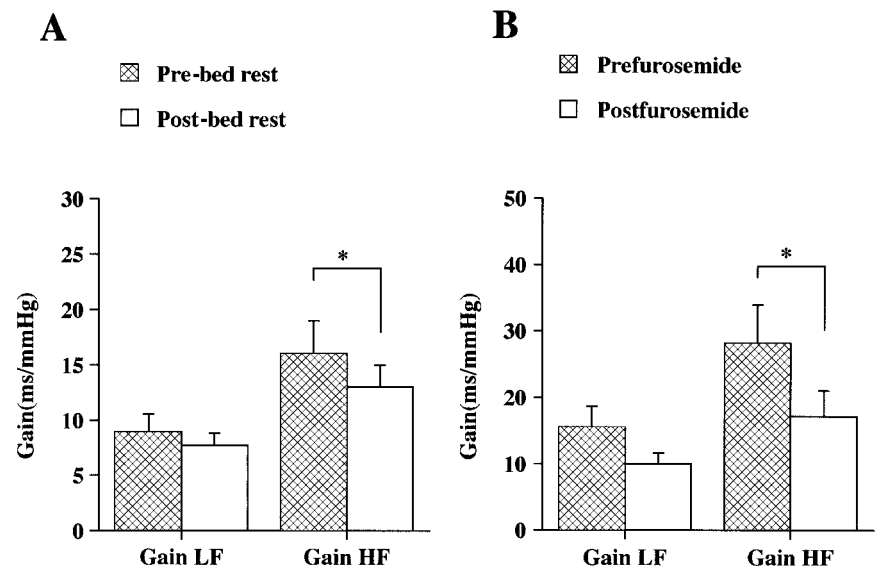 A
Pre-bed rest
Post-bed rest
30
25
20
15
10
5
0
Gain(ms/mmHg)
*
Gain LF
Gain HF
B
Prefurosemide
Postfurosemide
50
40
30
20
10
0
Gain(ms/mmHg)
*
Gain LF
Gain HF